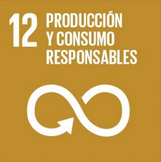 12 PRODUCCIÓN
Y CONSUMO
RESPONSABLES